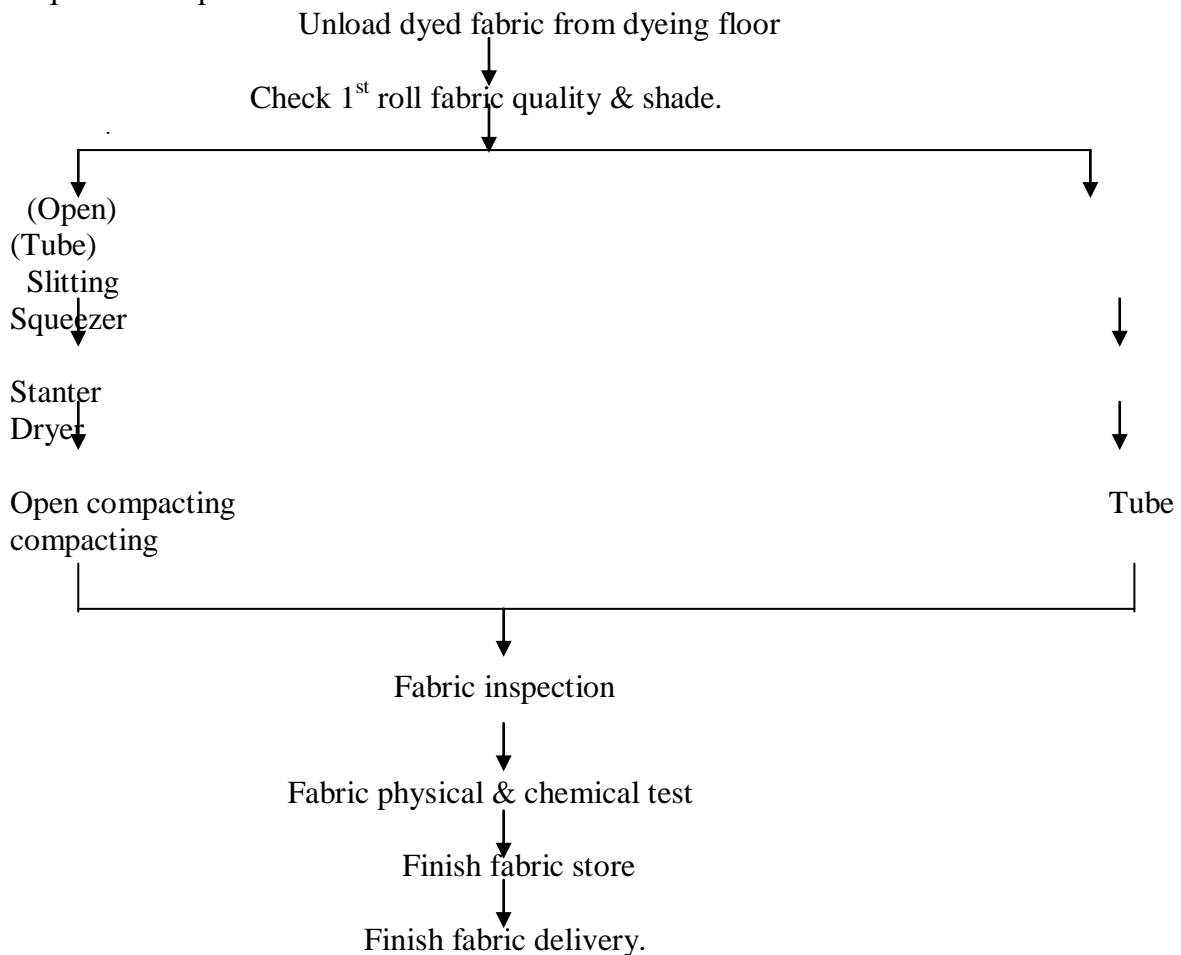 Unload dyed fabric from dyeing floor
Check 1st roll fabric quality & shade.
(Open)
(Tube)
Slitting
Squeezer
Stanter
Dryer
Open compacting Tube
compacting
Fabric inspection
Fabric physical & chemical test
Finish fabric store
Finish fabric delivery.